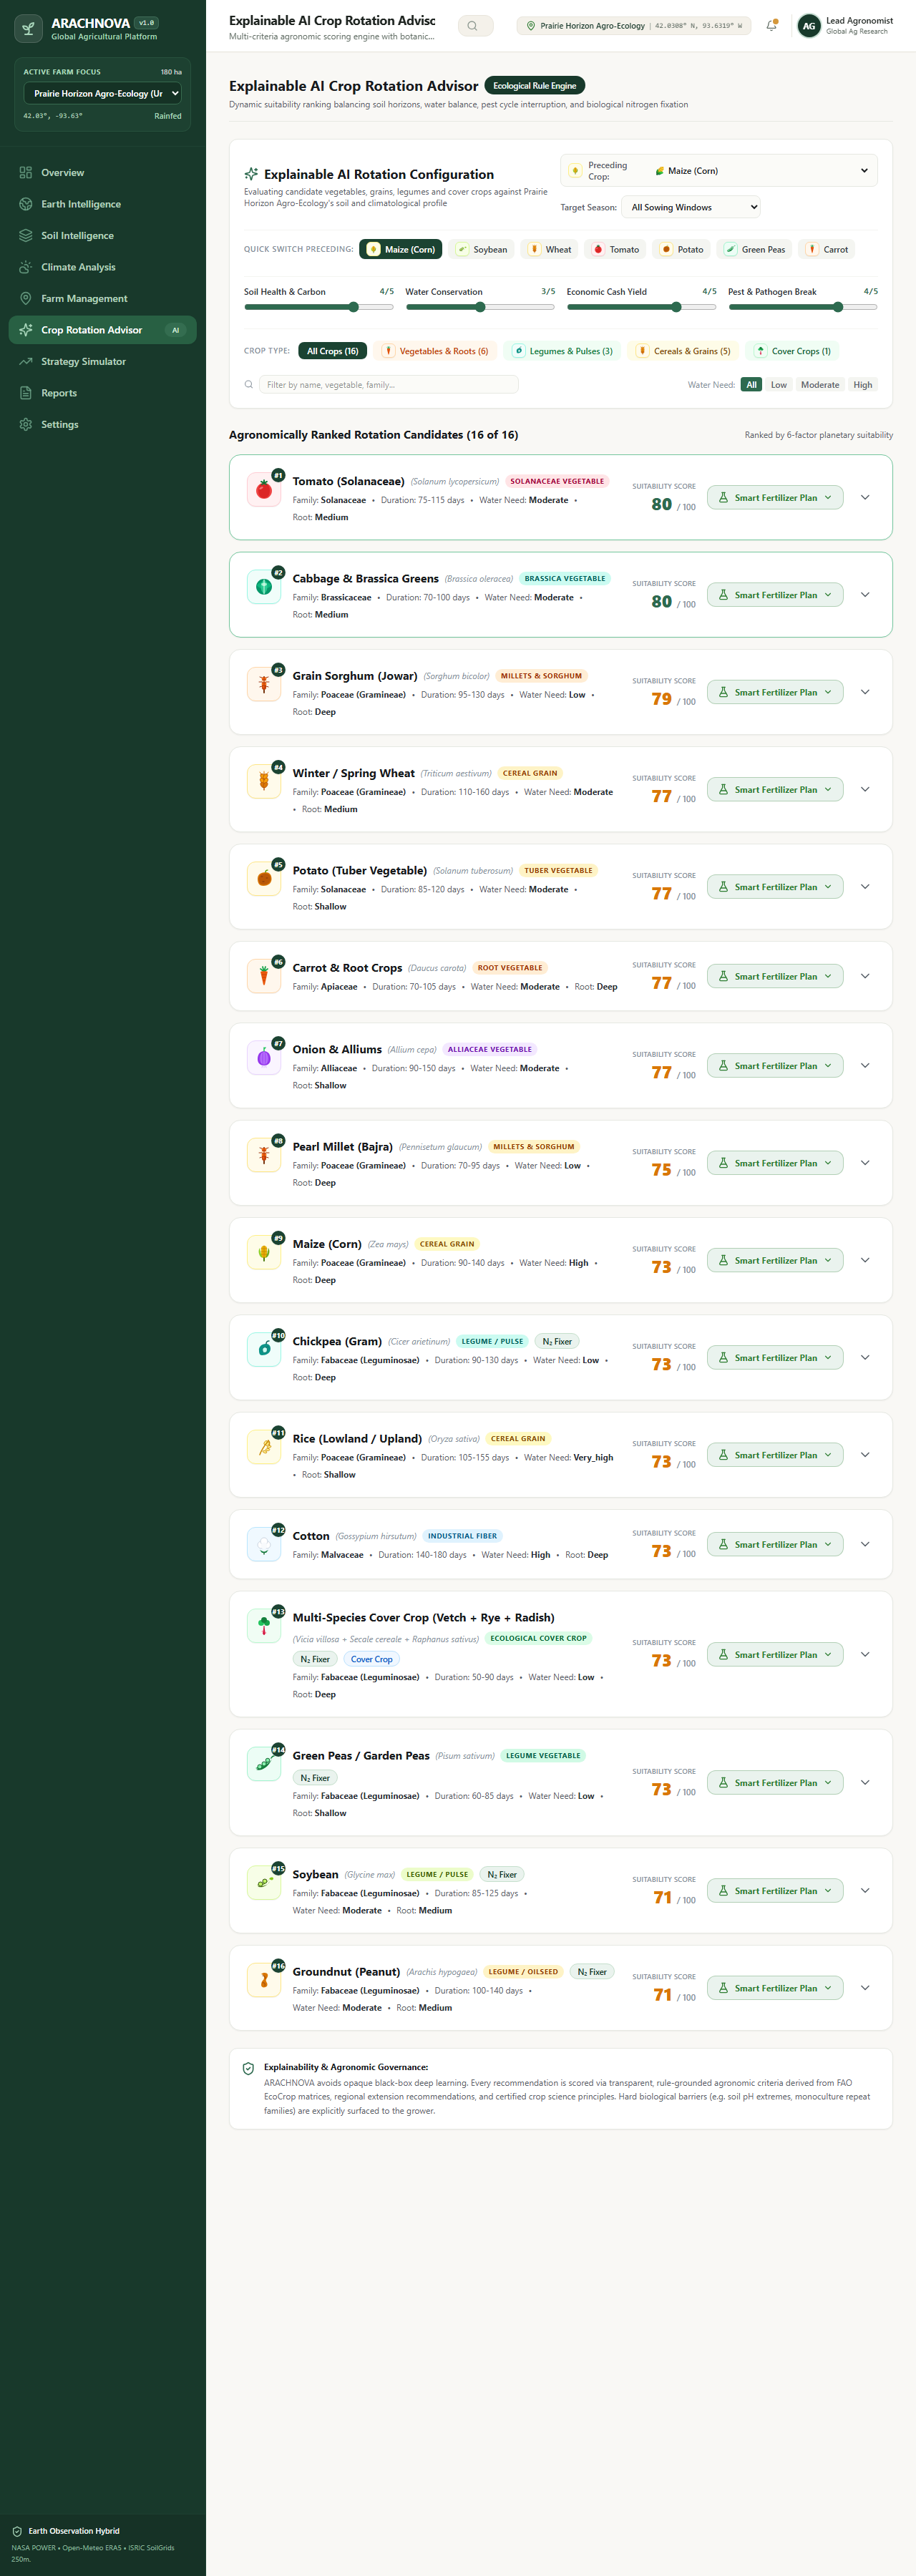 ARACHNOVA v1.0
Global Agricultural Platform
ACTIVE FARM FOCUS 180 ha
Prairie Horizon Agro-Ecology (Ur
42.03°, -93.63° Rainfed
Overview
Earth Intelligence
Soil Intelligence
Climate Analysis
Farm Management
Crop Rotation Advisor AI
Strategy Simulator
Reports
Settings
Earth Observation Hybrid
NASA POWER • Open-Meteo ERA5 • ISRIC SoilGrids
250m.
Explainable AI Crop Rotation Advisc
Multi-criteria agronomic scoring engine with botanic...
Prairie Horizon Agro-Ecology | 42.0308° N, 93.6319° W
AG Lead Agronomist
Global Ag Research
Explainable AI Crop Rotation Advisor Ecological Rule Engine
Dynamic suitability ranking balancing soil horizons, water balance, pest cycle interruption, and biological nitrogen fixation
Explainable AI Rotation Configuration
Evaluating candidate vegetables, grains, legumes and cover crops against Prairie
Horizon Agro-Ecology's soil and climatological profile
Preceding
Crop:
Maize (Corn)
Target Season: All Sowing Windows
QUICK SWITCH PRECEDING: Maize (Corn) Soybean Wheat Tomato Potato Green Peas Carrot
Soil Health & Carbon 4/5 Water Conservation 3/5 Economic Cash Yield 4/5 Pest & Pathogen Break 4/5
CROP TYPE: All Crops (16) Vegetables & Roots (6) Legumes & Pulses (3) Cereals & Grains (5) Cover Crops (1)
Filter by name, vegetable, family... Water Need: All Low Moderate High
Agronomically Ranked Rotation Candidates (16 of 16) Ranked by 6-factor planetary suitability
#1 Tomato (Solanaceae) (Solanum lycopersicum) SOLANACEAE VEGETABLE
Family: Solanaceae • Duration: 75-115 days • Water Need: Moderate •
Root: Medium
SUITABILITY SCORE
80 / 100
Smart Fertilizer Plan
#2 Cabbage & Brassica Greens (Brassica oleracea) BRASSICA VEGETABLE
Family: Brassicaceae • Duration: 70-100 days • Water Need: Moderate •
Root: Medium
SUITABILITY SCORE
80 / 100
Smart Fertilizer Plan
#3 Grain Sorghum (Jowar) (Sorghum bicolor) MILLETS & SORGHUM
Family: Poaceae (Gramineae) • Duration: 95-130 days • Water Need: Low •
Root: Deep
SUITABILITY SCORE
79 / 100
Smart Fertilizer Plan
#4 Winter / Spring Wheat (Triticum aestivum) CEREAL GRAIN
Family: Poaceae (Gramineae) • Duration: 110-160 days • Water Need: Moderate
• Root: Medium
SUITABILITY SCORE
77 / 100
Smart Fertilizer Plan
#5 Potato (Tuber Vegetable) (Solanum tuberosum) TUBER VEGETABLE
Family: Solanaceae • Duration: 85-120 days • Water Need: Moderate •
Root: Shallow
SUITABILITY SCORE
77 / 100
Smart Fertilizer Plan
#6 Carrot & Root Crops (Daucus carota) ROOT VEGETABLE
Family: Apiaceae • Duration: 70-105 days • Water Need: Moderate • Root: Deep
SUITABILITY SCORE
77 / 100
Smart Fertilizer Plan
#7 Onion & Alliums (Allium cepa) ALLIACEAE VEGETABLE
Family: Alliaceae • Duration: 90-150 days • Water Need: Moderate •
Root: Shallow
SUITABILITY SCORE
77 / 100
Smart Fertilizer Plan
#8 Pearl Millet (Bajra) (Pennisetum glaucum) MILLETS & SORGHUM
Family: Poaceae (Gramineae) • Duration: 70-95 days • Water Need: Low •
Root: Deep
SUITABILITY SCORE
75 / 100
Smart Fertilizer Plan
#9 Maize (Corn) (Zea mays) CEREAL GRAIN
Family: Poaceae (Gramineae) • Duration: 90-140 days • Water Need: High •
Root: Deep
SUITABILITY SCORE
73 / 100
Smart Fertilizer Plan
#10 Chickpea (Gram) (Cicer arietinum) LEGUME / PULSE N₂ Fixer
Family: Fabaceae (Leguminosae) • Duration: 90-130 days • Water Need: Low •
Root: Deep
SUITABILITY SCORE
73 / 100
Smart Fertilizer Plan
#11 Rice (Lowland / Upland) (Oryza sativa) CEREAL GRAIN
Family: Poaceae (Gramineae) • Duration: 105-155 days • Water Need: Very_high
• Root: Shallow
SUITABILITY SCORE
73 / 100
Smart Fertilizer Plan
#12 Cotton (Gossypium hirsutum) INDUSTRIAL FIBER
Family: Malvaceae • Duration: 140-180 days • Water Need: High • Root: Deep
SUITABILITY SCORE
73 / 100
Smart Fertilizer Plan
#13 Multi-Species Cover Crop (Vetch + Rye + Radish)
(Vicia villosa + Secale cereale + Raphanus sativus) ECOLOGICAL COVER CROP
N₂ Fixer Cover Crop
Family: Fabaceae (Leguminosae) • Duration: 50-90 days • Water Need: Low •
Root: Deep
SUITABILITY SCORE
73 / 100
Smart Fertilizer Plan
#14 Green Peas / Garden Peas (Pisum sativum) LEGUME VEGETABLE
N₂ Fixer
Family: Fabaceae (Leguminosae) • Duration: 60-85 days • Water Need: Low •
Root: Shallow
SUITABILITY SCORE
73 / 100
Smart Fertilizer Plan
#15 Soybean (Glycine max) LEGUME / PULSE N₂ Fixer
Family: Fabaceae (Leguminosae) • Duration: 85-125 days •
Water Need: Moderate • Root: Medium
SUITABILITY SCORE
71 / 100
Smart Fertilizer Plan
#16 Groundnut (Peanut) (Arachis hypogaea) LEGUME / OILSEED N₂ Fixer
Family: Fabaceae (Leguminosae) • Duration: 100-140 days •
Water Need: Moderate • Root: Medium
SUITABILITY SCORE
71 / 100
Smart Fertilizer Plan
Explainability & Agronomic Governance:
ARACHNOVA avoids opaque black-box deep learning. Every recommendation is scored via transparent, rule-grounded agronomic criteria derived from FAO
EcoCrop matrices, regional extension recommendations, and certified crop science principles. Hard biological barriers (e.g. soil pH extremes, monoculture repeat
families) are explicitly surfaced to the grower.